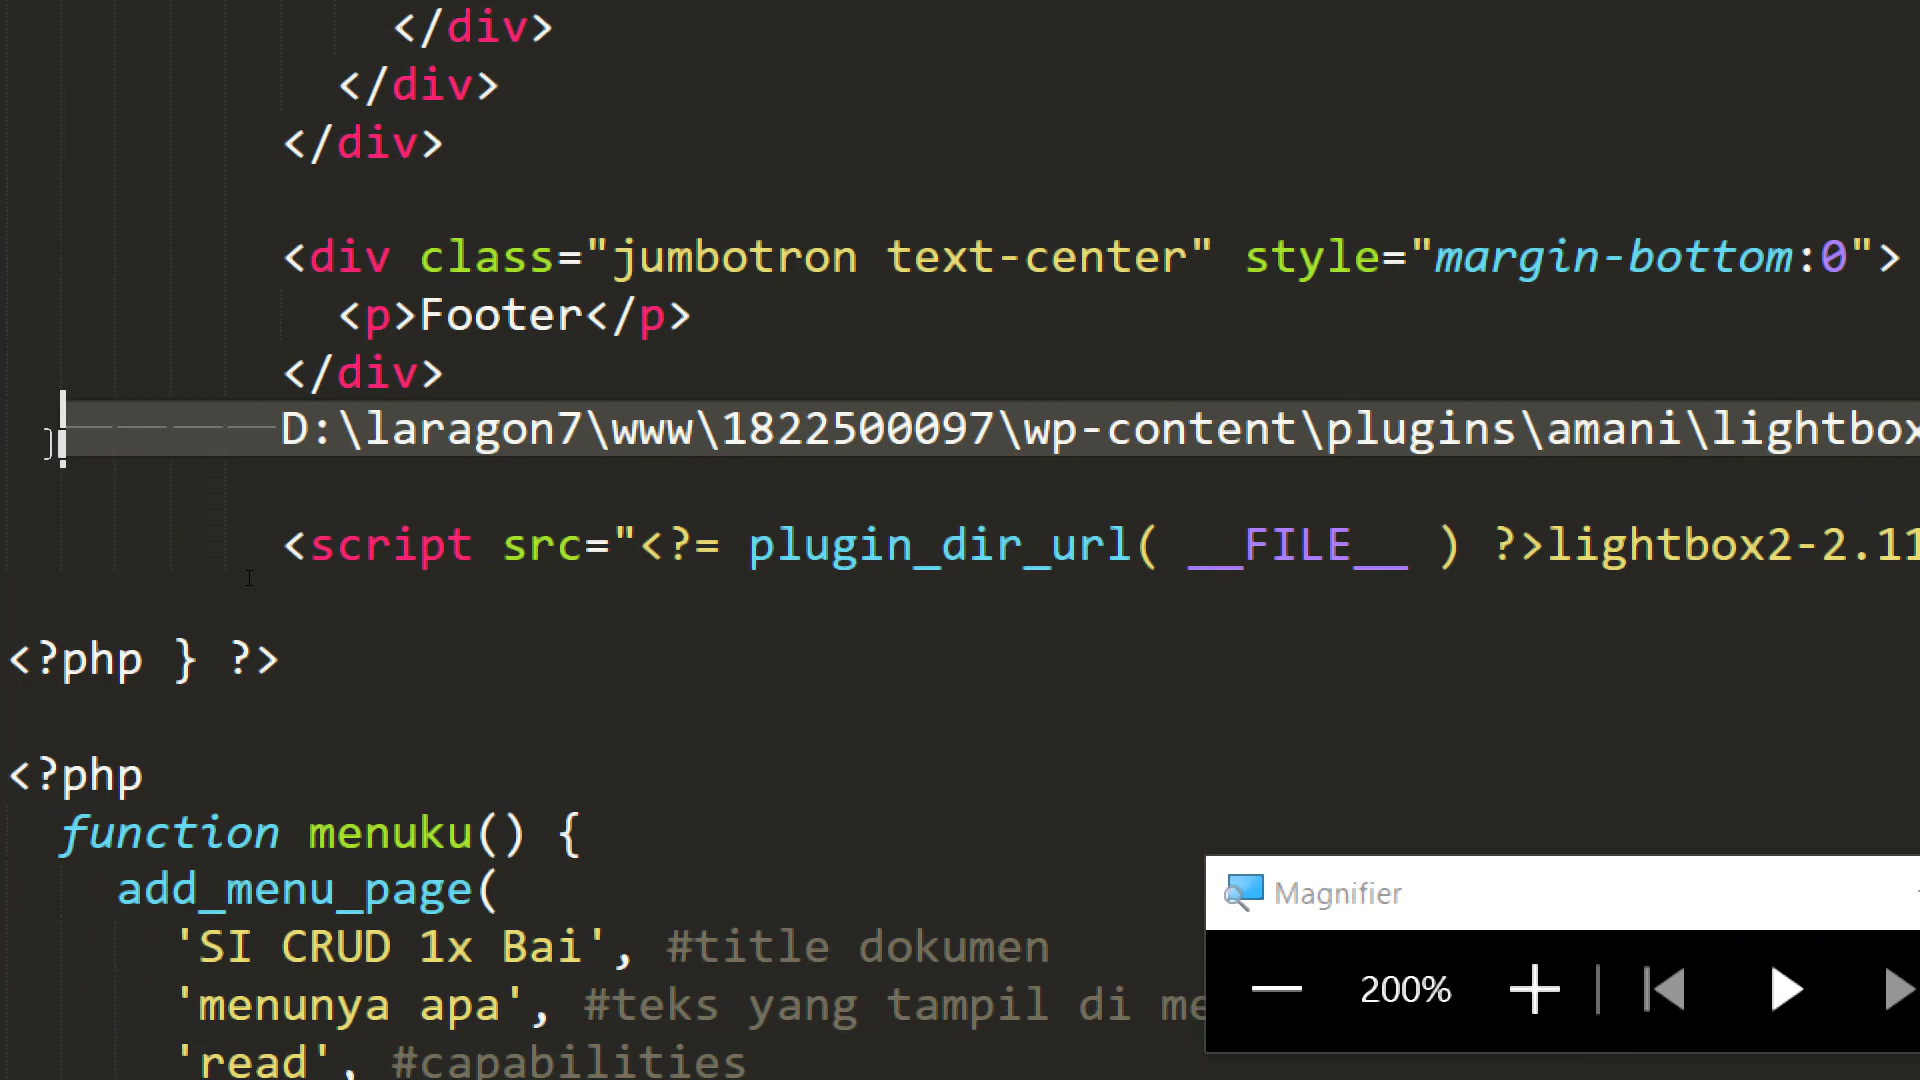 </div>
</div>
</div>
<div class="jumbotron text-center" style="margin-bottom:0">
<p>Footer</p>
</div>
D:\laragon7\www\1822500097\wp-content\plugins\amani\lightbox
<script src="<?= plugin_dir_url( __FILE__ ) ?>lightbox2-2.11
<?php } ?>
<?php
function menuku() {
add_menu_page(
'SI CRUD 1x Bai', #title dokumen
'menunya apa', #teks yang tampil di me
'read', #capabilities
Magnifier
200%